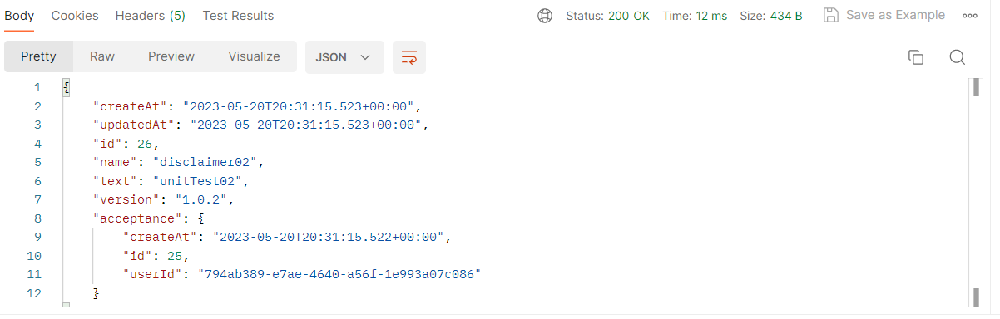 Body Cookies Headers (5) Test Results Status: 200 OK Time: 12 ms Size: 434 B Save as Example
Pretty Raw Preview Visualize JSON
1 {
2 "createAt": "2023-05-20T20:31:15.523+00:00",
3 "updatedAt": "2023-05-20T20:31:15.523+00:00",
4 "id": 26,
5 "name": "disclaimer02",
6 "text": "unitTest02",
7 "version": "1.0.2",
8 "acceptance": {
9 "createAt": "2023-05-20T20:31:15.522+00:00",
10 "id": 25,
11 "userId": "794ab389-e7ae-4640-a56f-1e993a07c086"
12 }